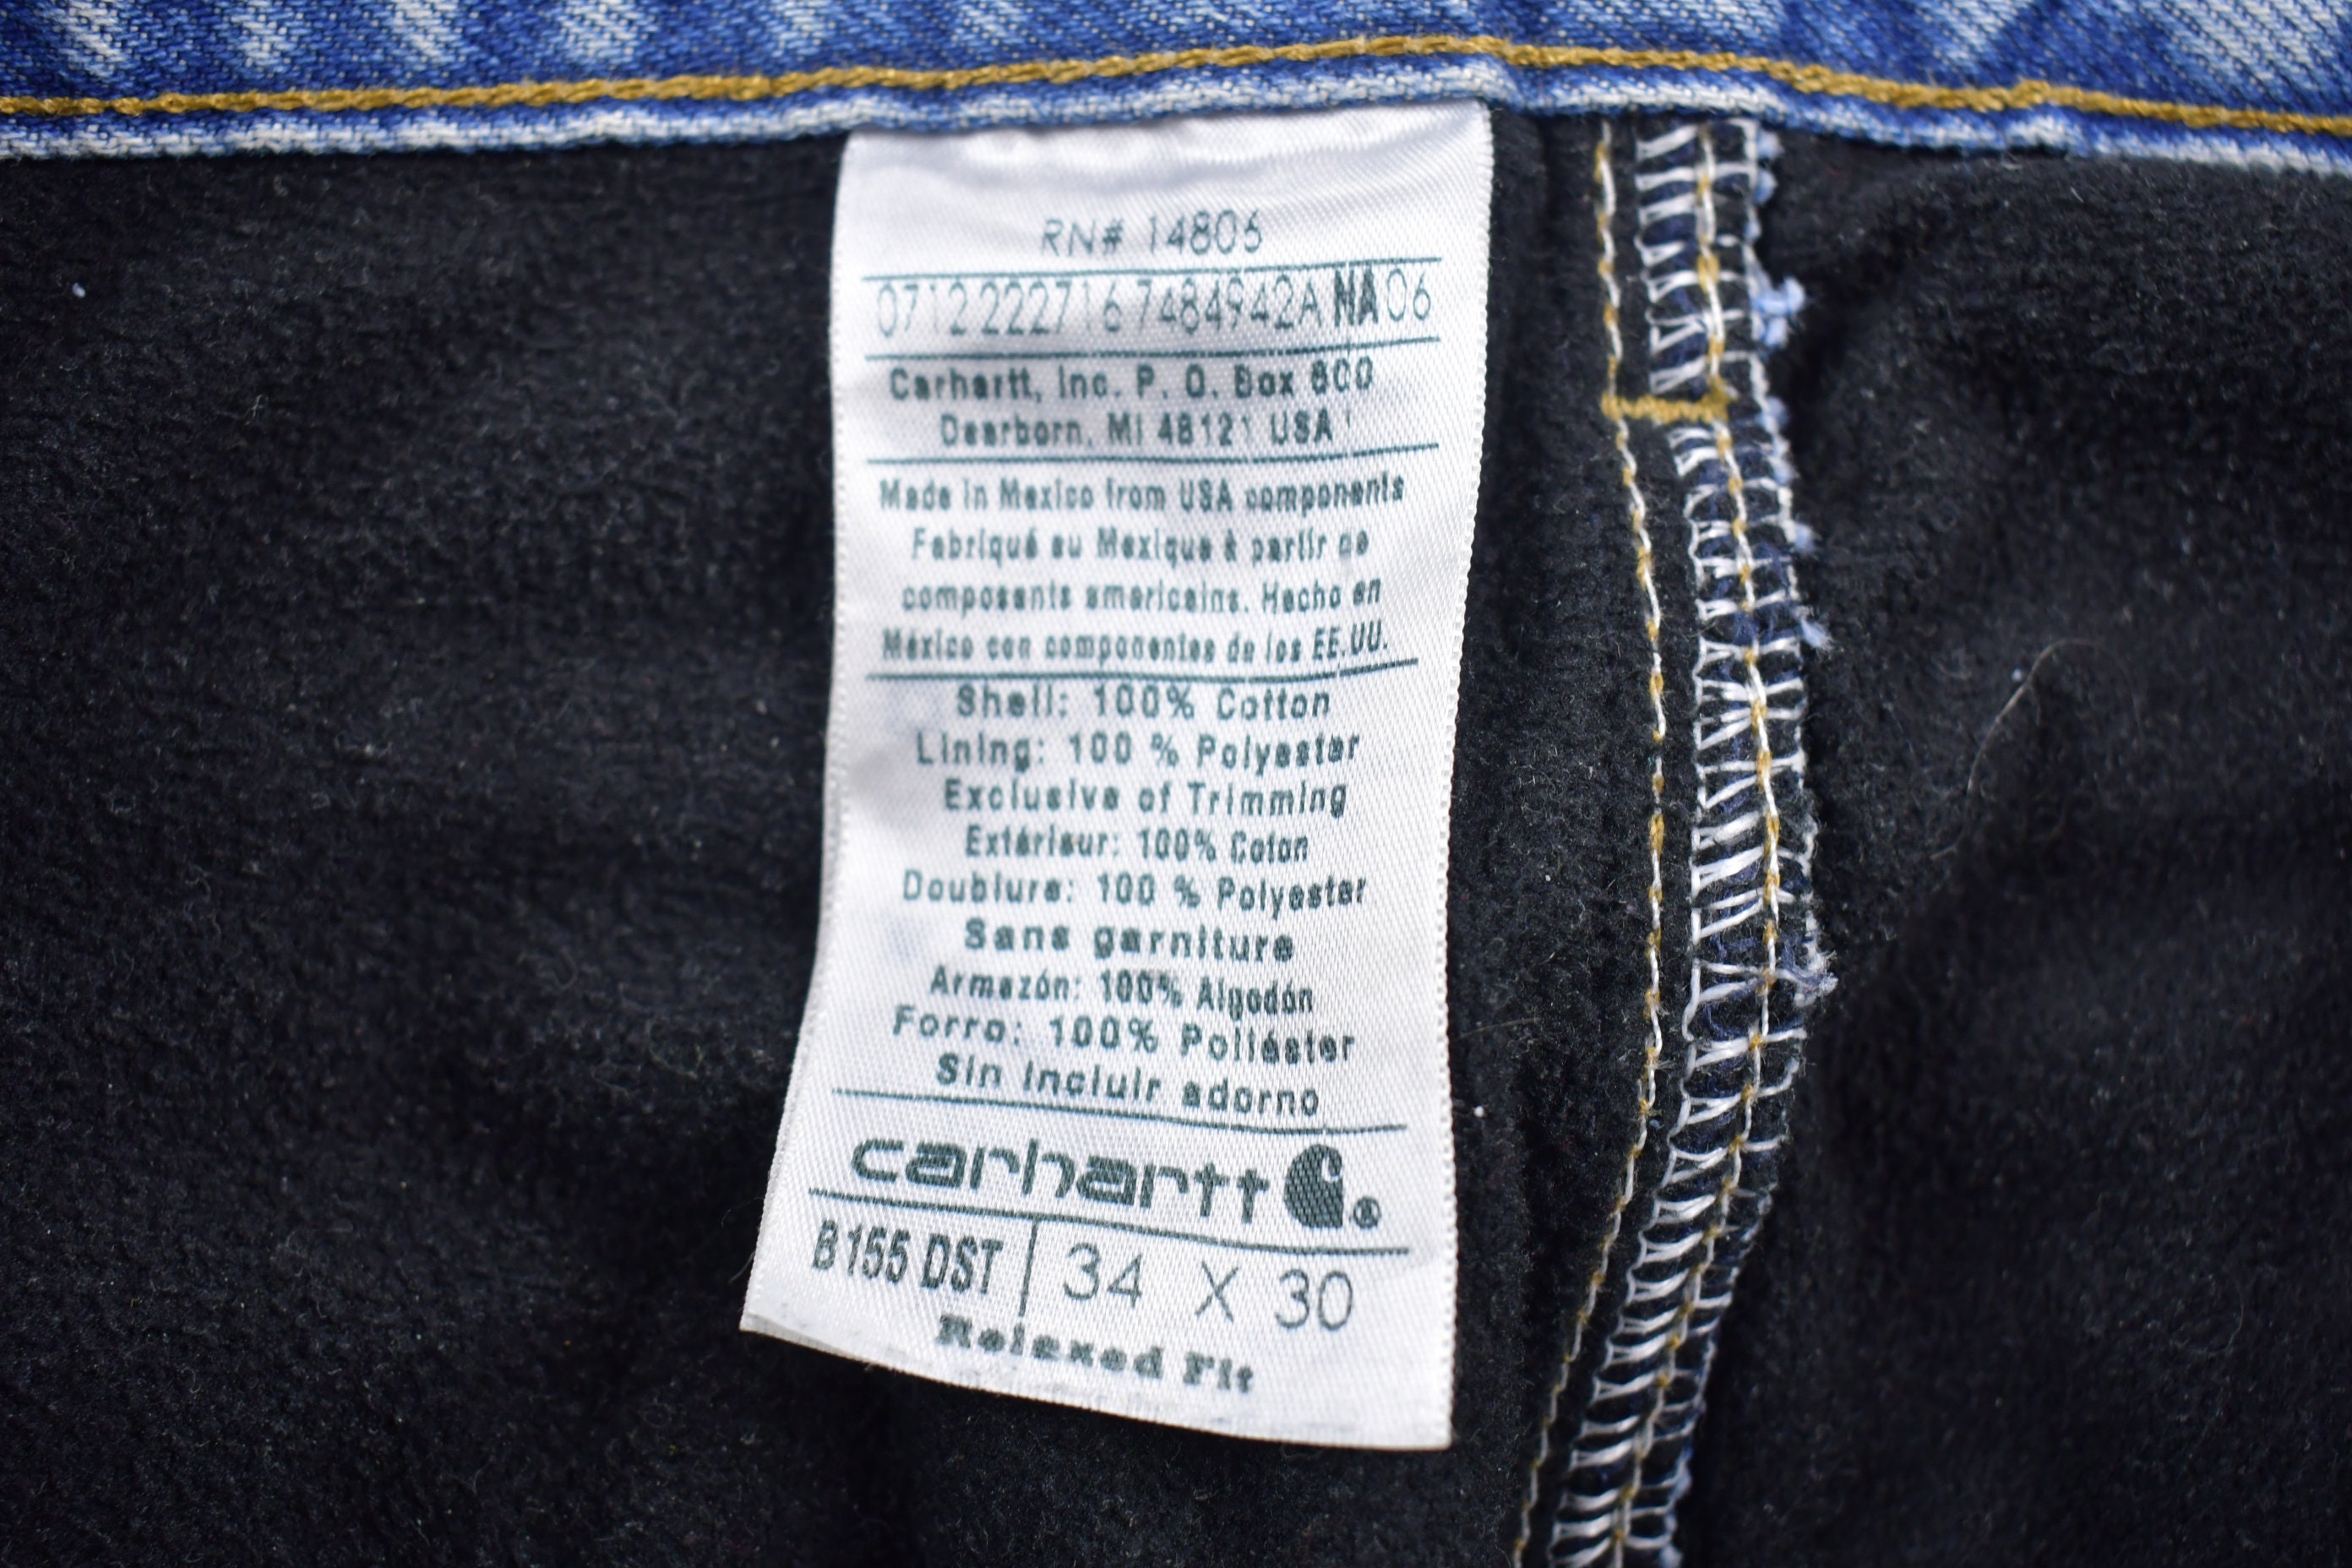 RN# 14806
0712222716 7484942A NA 06
Carhartt, Inc. P. O. Box 600
Dearborn, MI 48121 USA
Made in Mexico from USA components
Fabriqué au Mexique à partir de
composants americains. Hecho en
México con componentes de los EE.UU.
Shell: 100% Cotton
Lining: 100 % Polyester
Exclusive of Trimming
Extérieur: 100% Coton
Doublure: 100 % Polyester
Sans garniture
Armazón: 100% Algodón
Forro: 100% Poliéster
Sin incluir adorno
carhartt ®
B155 DST 34 X 30
Relaxed Fit